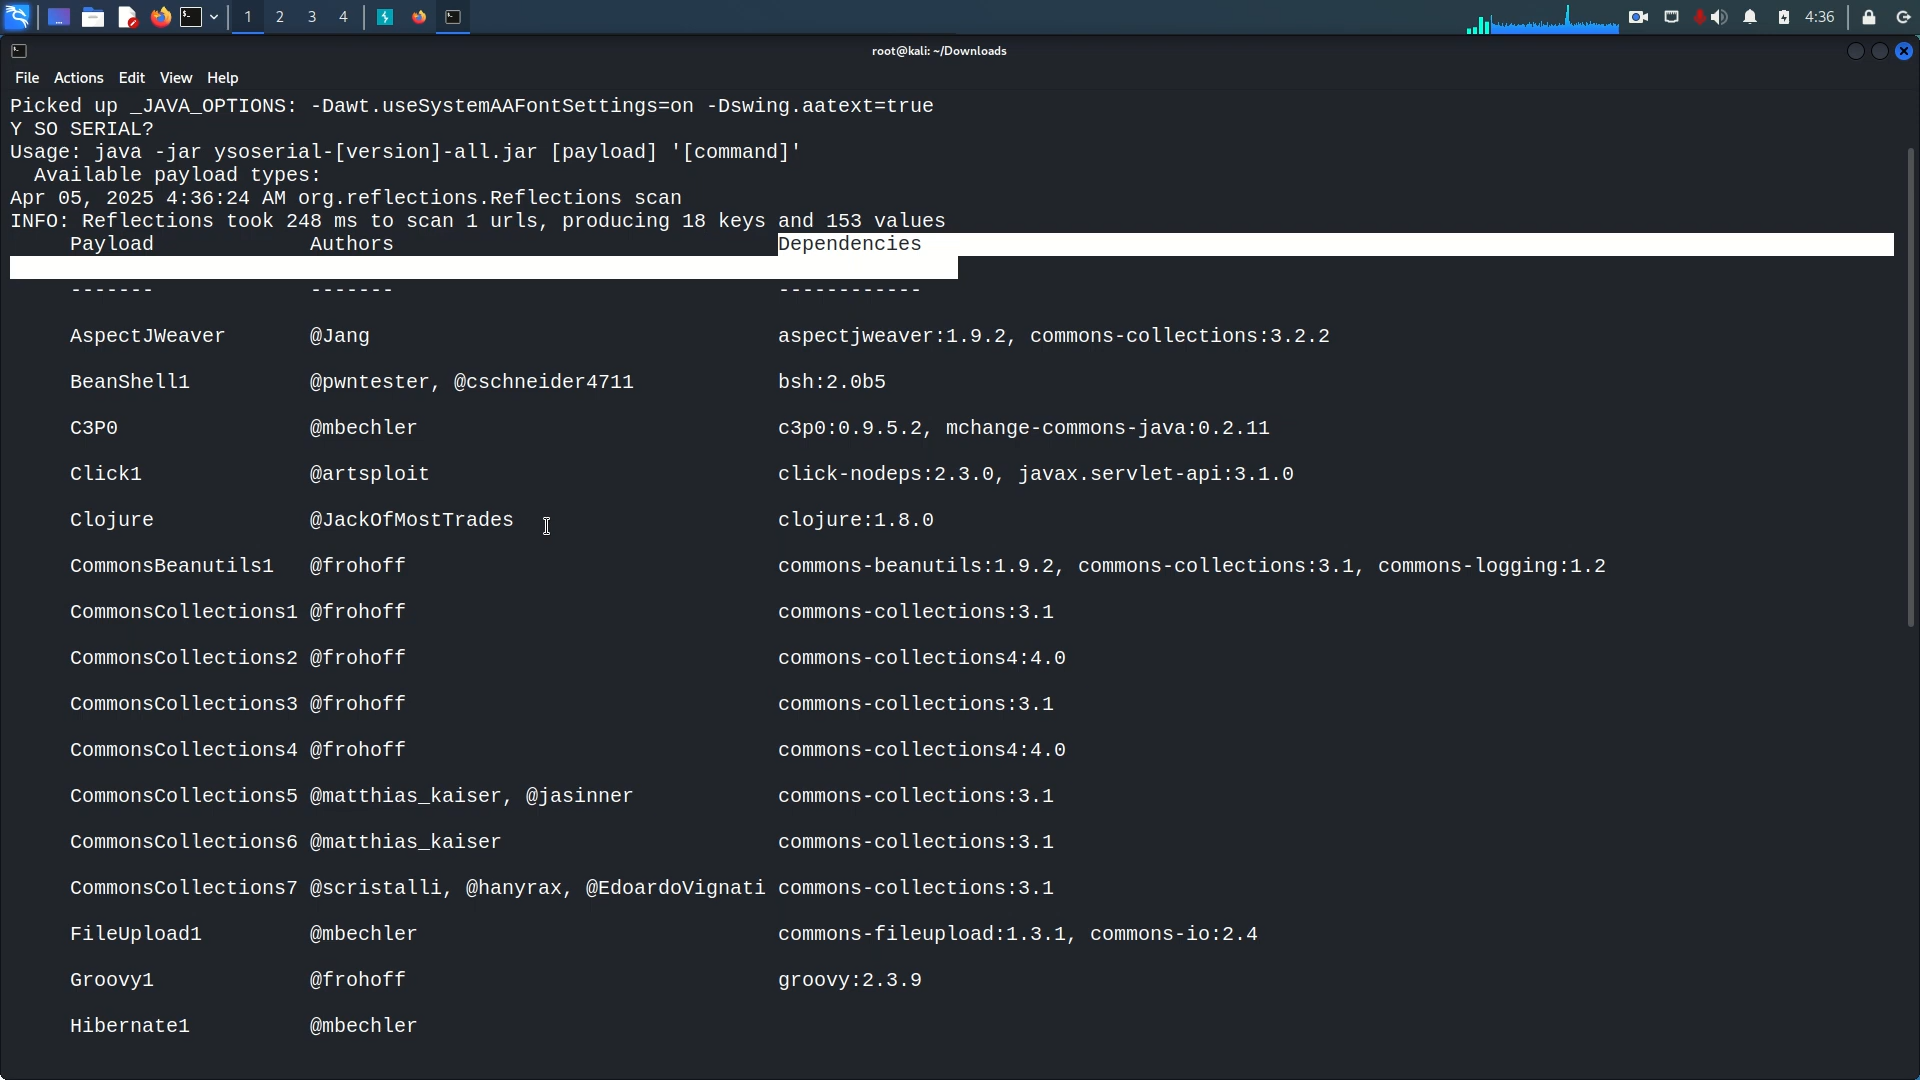 1 2 3 4 4:36
root@kali: ~/Downloads
File Actions Edit View Help
Picked up _JAVA_OPTIONS: -Dawt.useSystemAAFontSettings=on -Dswing.aatext=true
Y SO SERIAL?
Usage: java -jar ysoserial-[version]-all.jar [payload] '[command]'
  Available payload types:
Apr 05, 2025 4:36:24 AM org.reflections.Reflections scan
INFO: Reflections took 248 ms to scan 1 urls, producing 18 keys and 153 values
     Payload             Authors                                Dependencies
     -------             -------                                ------------
     AspectJWeaver       @Jang                                  aspectjweaver:1.9.2, commons-collections:3.2.2
     BeanShell1          @pwntester, @cschneider4711            bsh:2.0b5
     C3P0                @mbechler                              c3p0:0.9.5.2, mchange-commons-java:0.2.11
     Click1              @artsploit                             click-nodeps:2.3.0, javax.servlet-api:3.1.0
     Clojure             @JackOfMostTrades                      clojure:1.8.0
     CommonsBeanutils1   @frohoff                               commons-beanutils:1.9.2, commons-collections:3.1, commons-logging:1.2
     CommonsCollections1 @frohoff                               commons-collections:3.1
     CommonsCollections2 @frohoff                               commons-collections4:4.0
     CommonsCollections3 @frohoff                               commons-collections:3.1
     CommonsCollections4 @frohoff                               commons-collections4:4.0
     CommonsCollections5 @matthias_kaiser, @jasinner            commons-collections:3.1
     CommonsCollections6 @matthias_kaiser                       commons-collections:3.1
     CommonsCollections7 @scristalli, @hanyrax, @EdoardoVignati commons-collections:3.1
     FileUpload1         @mbechler                              commons-fileupload:1.3.1, commons-io:2.4
     Groovy1             @frohoff                               groovy:2.3.9
     Hibernate1          @mbechler